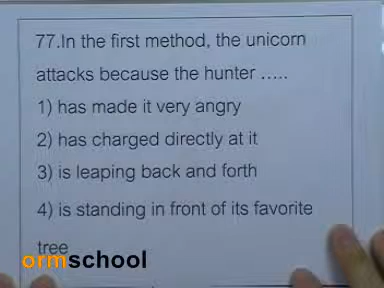 77.In the first method, the unicorn
attacks because the hunter .....
1) has made it very angry
2) has charged directly at it
3) is leaping back and forth
4) is standing in front of its favorite
tree
ormschool